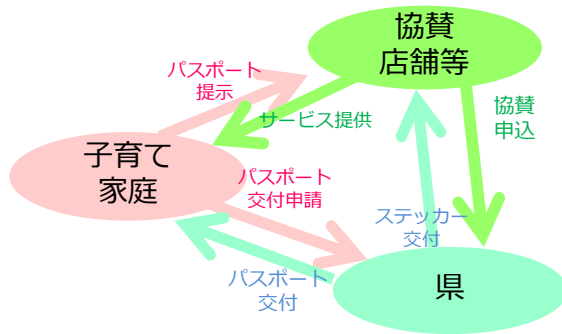 協賛
店舗等
パスポート
提示
サービス提供
協賛
申込
子育て
家庭
パスポート
交付申請
ステッカー
交付
パスポート
交付
県